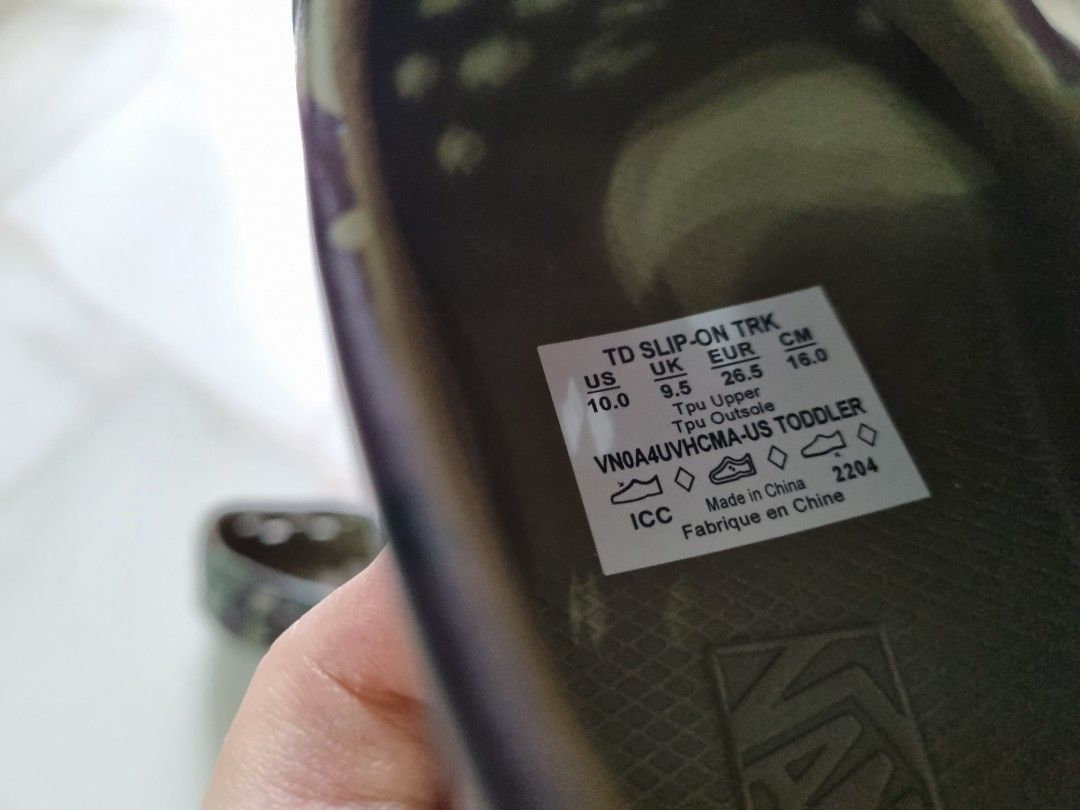 TD SLIP-ON TRK
US UK EUR CM
10.0 9.5 26.5 16.0
Tpu Upper
Tpu Outsole
VN0A4UVHCMA-US TODDLER
ICC Made in China 2204
Fabrique en Chine
VAN